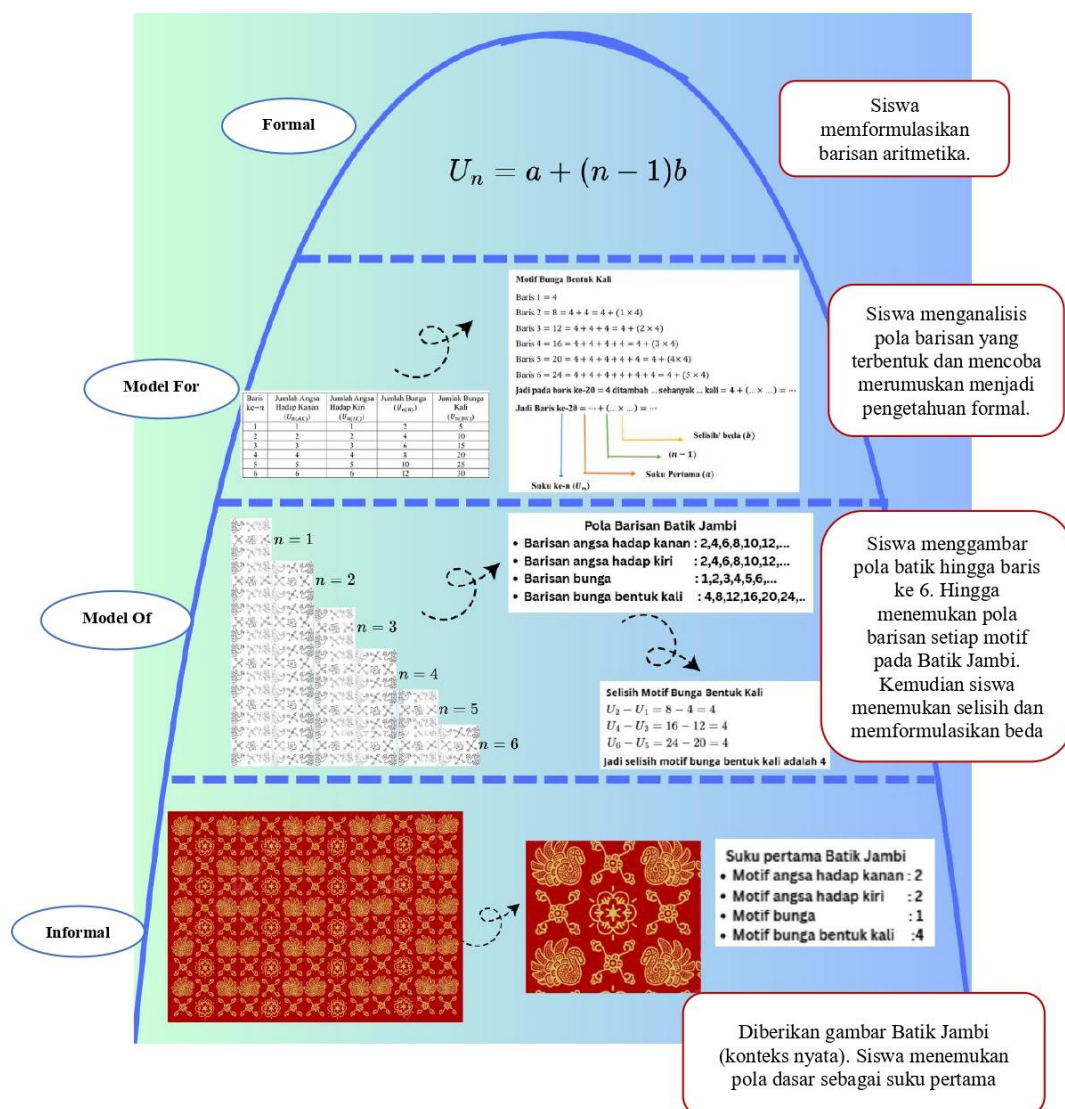 Formal
Siswa
memformulasikan
barisan aritmetika.
U_n = a + (n − 1)b
Model For
Baris ke−n | Jumlah Angsa Hadap Kanan (U_n(AK)) | Jumlah Angsa Hadap Kiri | Jumlah Bunga (U_n(B)) | Jumlah Bunga Kali (U_n(BK))
1 1 1 2 5
2 2 2 4 10
3 3 3 6 15
4 4 4 8 20
5 5 5 10 25
6 6 6 12 30
Motif Bunga Bentuk Kali
Baris 1 = 4
Baris 2 = 8 = 4 + 4 = 4 + (1 × 4)
Baris 3 = 12 = 4 + 4 + 4 = 4 + (2 × 4)
Baris 4 = 16 = 4 + 4 + 4 + 4 = 4 + (3 × 4)
Baris 5 = 20 = 4 + 4 + 4 + 4 + 4 = 4 + (4 × 4)
Baris 6 = 24 = 4 + 4 + 4 + 4 + 4 + 4 = 4 + (5 × 4)
Jadi pada baris ke-20 = 4 ditambah ... sebanyak ... kali = 4 + (... × ...) = ⋯
Jadi Baris ke-20 = ⋯ + (... × ...) = ⋯
Selisih/ beda (b)
(n − 1)
Suku Pertama (a)
Suku ke-n (U_n)
Siswa menganalisis
pola barisan yang
terbentuk dan mencoba
merumuskan menjadi
pengetahuan formal.
Model Of
n = 1
n = 2
n = 3
n = 4
n = 5
n = 6
Pola Barisan Batik Jambi
• Barisan angsa hadap kanan : 2,4,6,8,10,12,...
• Barisan angsa hadap kiri : 2,4,6,8,10,12,...
• Barisan bunga : 1,2,3,4,5,6,...
• Barisan bunga bentuk kali : 4,8,12,16,20,24,..
Selisih Motif Bunga Bentuk Kali
U_2 − U_1 = 8 − 4 = 4
U_4 − U_3 = 16 − 12 = 4
U_6 − U_5 = 24 − 20 = 4
Jadi selisih motif bunga bentuk kali adalah 4
Siswa menggambar
pola batik hingga baris
ke 6. Hingga
menemukan pola
barisan setiap motif
pada Batik Jambi.
Kemudian siswa
menemukan selisih dan
memformulasikan beda
Informal
Suku pertama Batik Jambi
• Motif angsa hadap kanan : 2
• Motif angsa hadap kiri : 2
• Motif bunga : 1
• Motif bunga bentuk kali :4
Diberikan gambar Batik Jambi
(konteks nyata). Siswa menemukan
pola dasar sebagai suku pertama